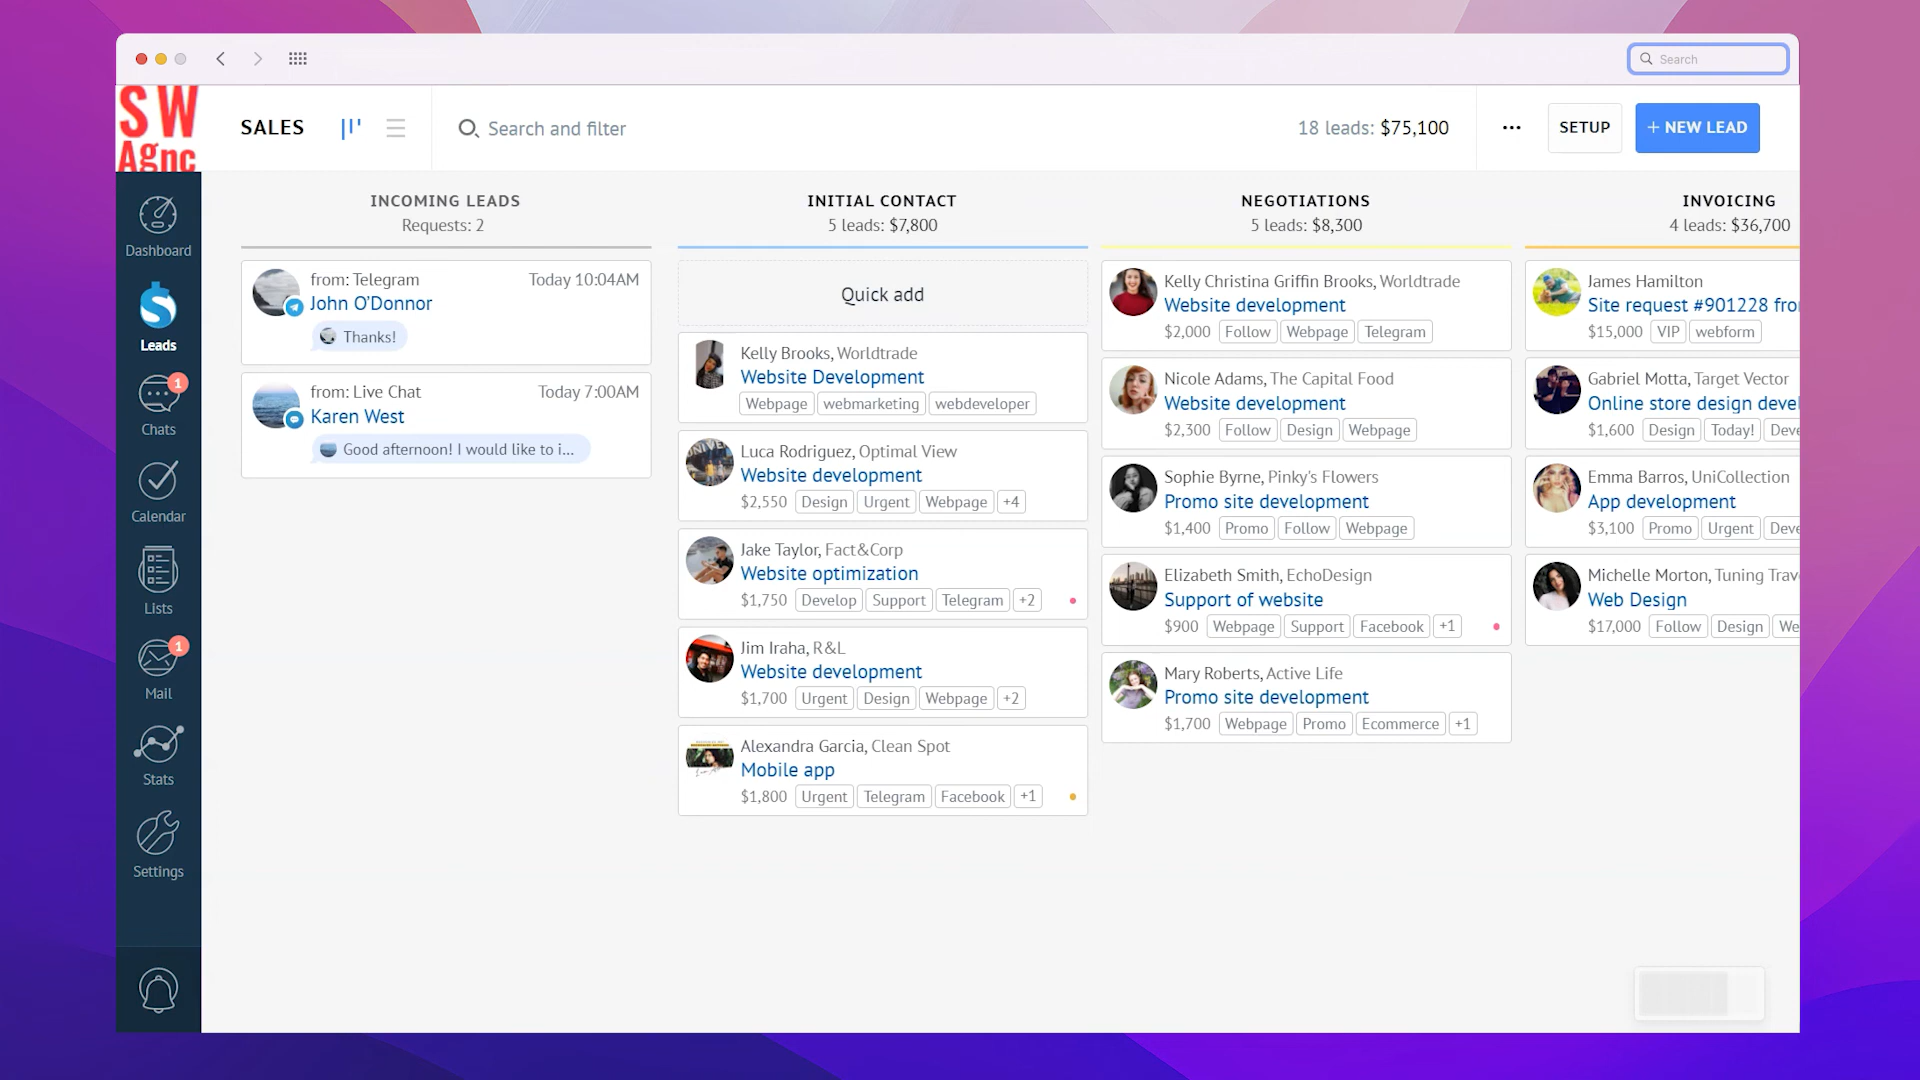 Search
S W
Agnc
SALES
Search and filter
18 leads: $75,100
SETUP
+ NEW LEAD
Dashboard
Leads
1
Chats
Calendar
Lists
1
Mail
Stats
Settings
INCOMING LEADS
Requests: 2
from: Telegram
Today 10:04AM
John O'Donnor
Thanks!
from: Live Chat
Today 7:00AM
Karen West
Good afternoon! I would like to i...
INITIAL CONTACT
5 leads: $7,800
Quick add
Kelly Brooks, Worldtrade
Website Development
Webpage webmarketing webdeveloper
Luca Rodriguez, Optimal View
Website development
$2,550 Design Urgent Webpage +4
Jake Taylor, Fact&Corp
Website optimization
$1,750 Develop Support Telegram +2
Jim Iraha, R&L
Website development
$1,700 Urgent Design Webpage +2
Alexandra Garcia, Clean Spot
Mobile app
$1,800 Urgent Telegram Facebook +1
NEGOTIATIONS
5 leads: $8,300
Kelly Christina Griffin Brooks, Worldtrade
Website development
$2,000 Follow Webpage Telegram
Nicole Adams, The Capital Food
Website development
$2,300 Follow Design Webpage
Sophie Byrne, Pinky's Flowers
Promo site development
$1,400 Promo Follow Webpage
Elizabeth Smith, EchoDesign
Support of website
$900 Webpage Support Facebook +1
Mary Roberts, Active Life
Promo site development
$1,700 Webpage Promo Ecommerce +1
INVOICING
4 leads: $36,700
James Hamilton
Site request #901228 fro
$15,000 VIP webform
Gabriel Motta, Target Vector
Online store design devel
$1,600 Design Today! Deve
Emma Barros, UniCollection
App development
$3,100 Promo Urgent Deve
Michelle Morton, Tuning Trav
Web Design
$17,000 Follow Design We